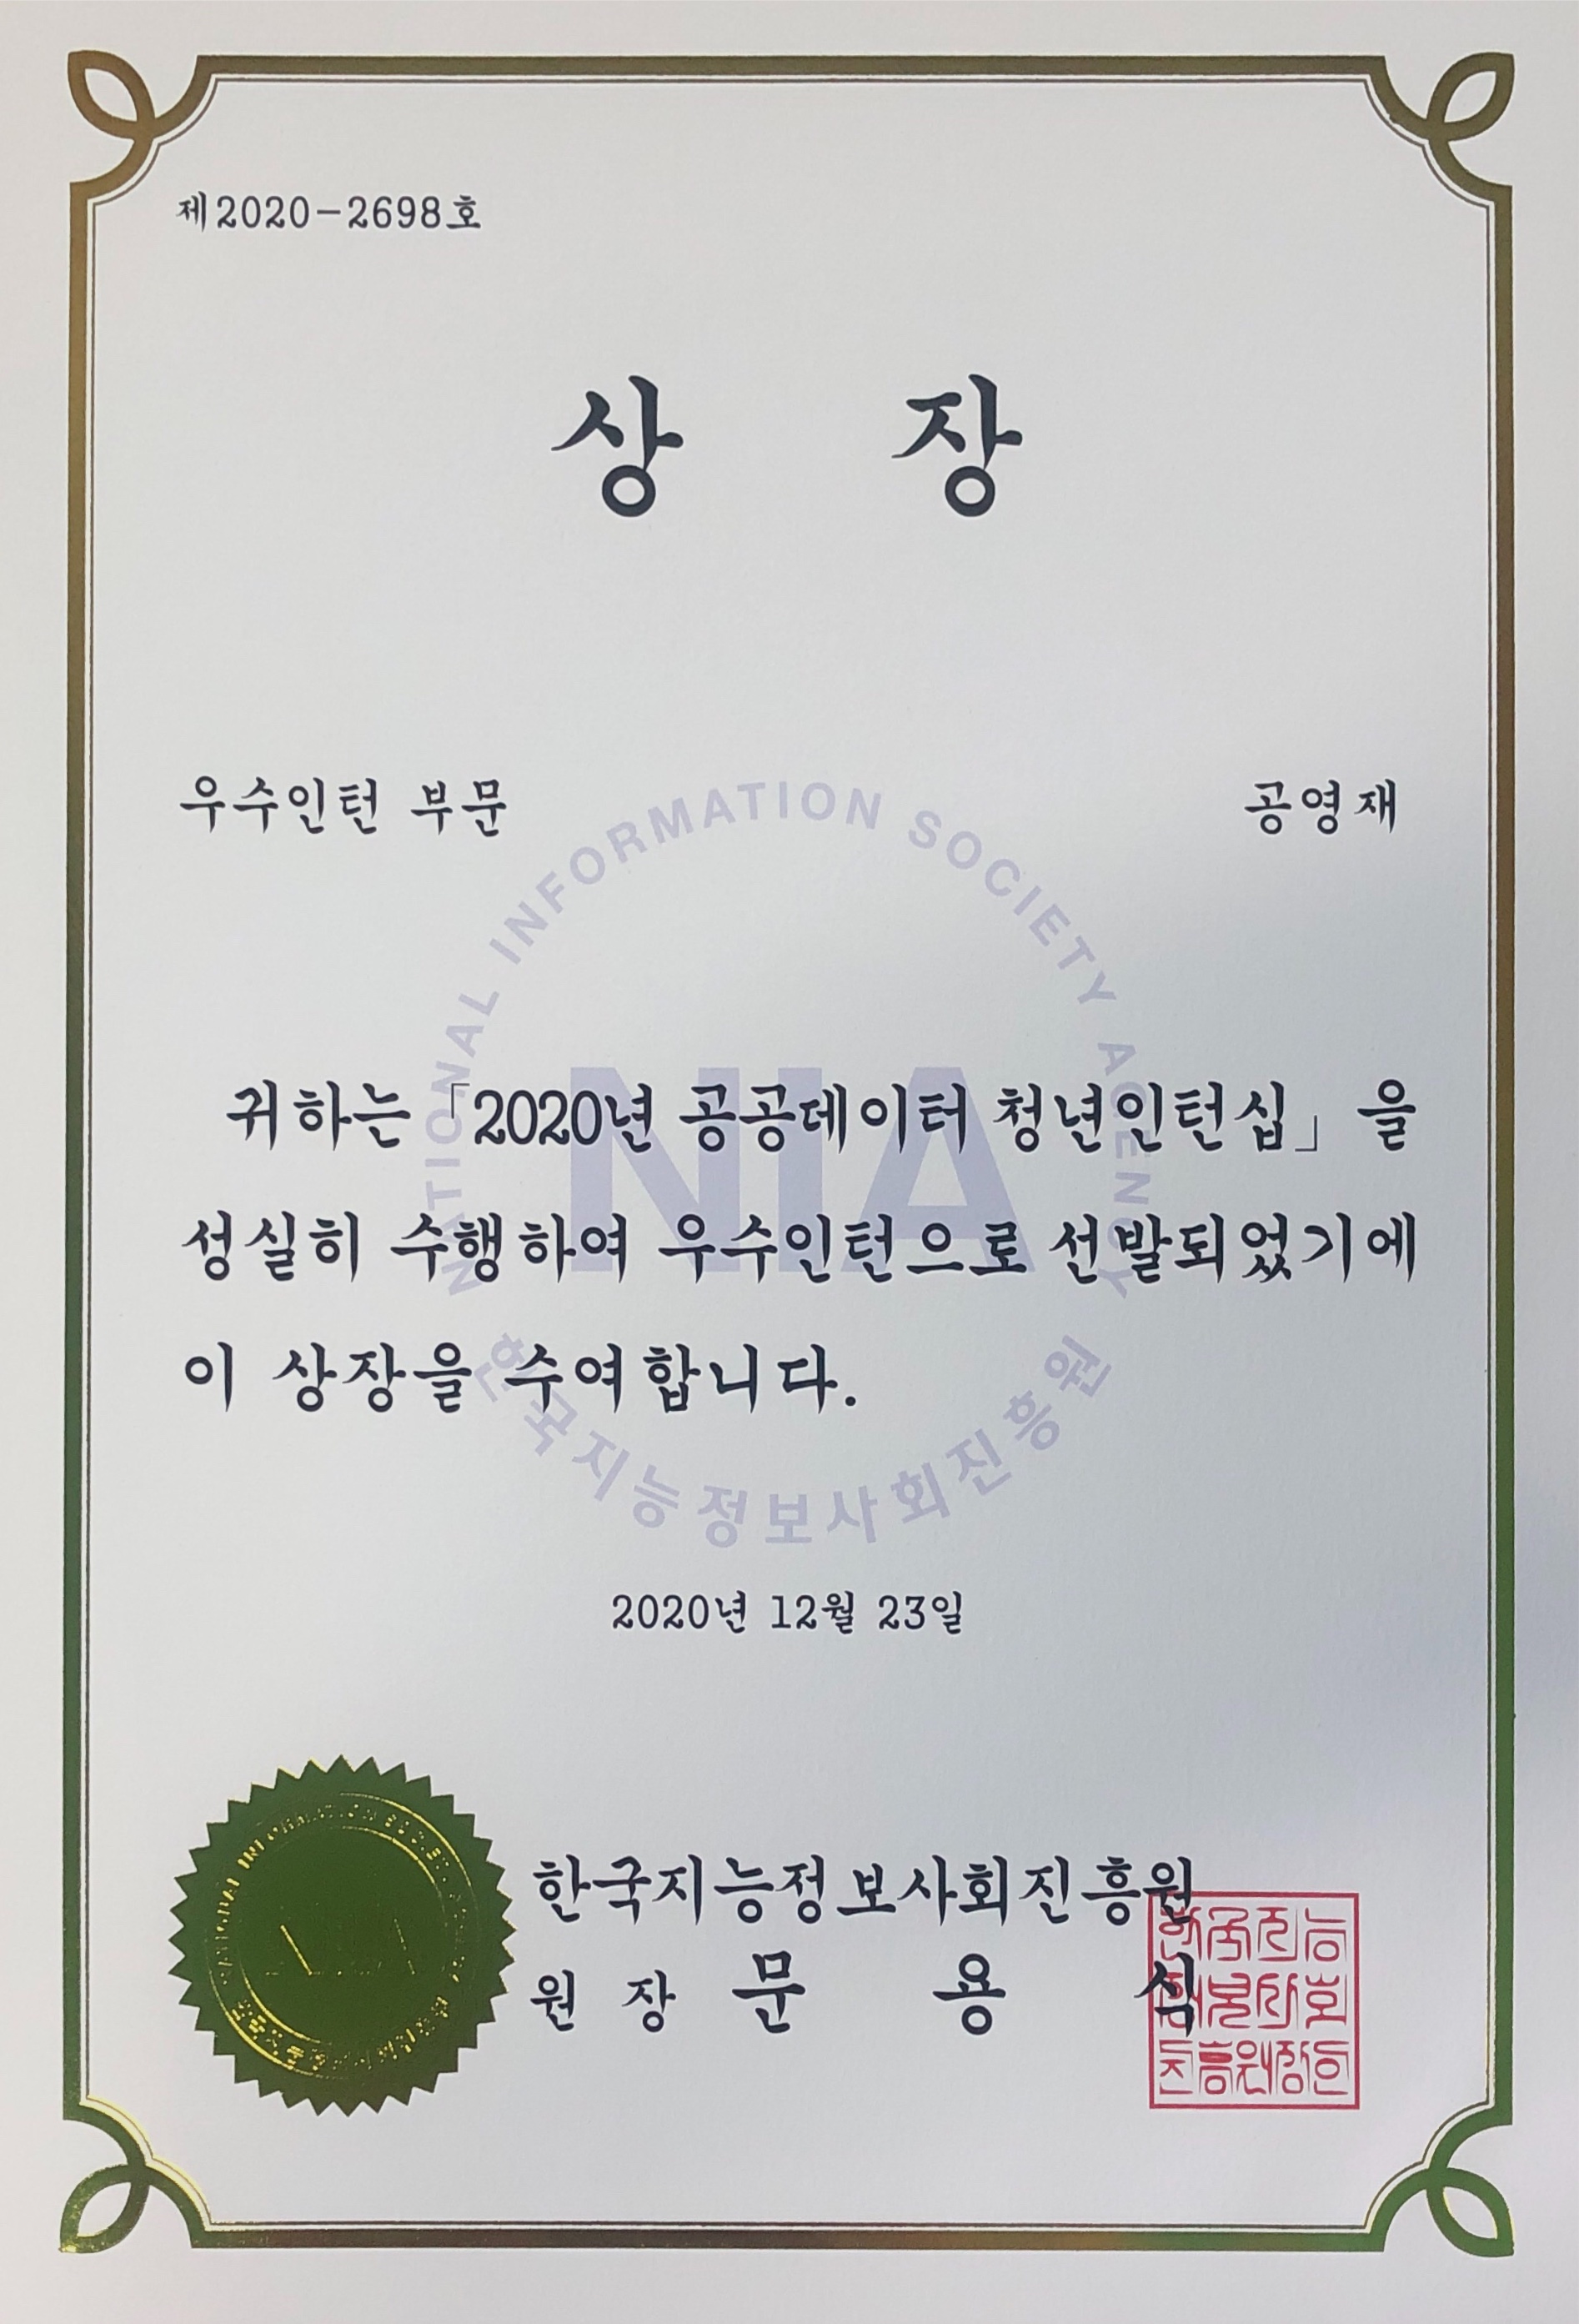 제2020-2698호
상 장
우수인턴 부문 공영재
NATIONAL INFORMATION SOCIETY AGENCY
NIA
귀하는 「2020년 공공데이터 청년인턴십」을
성실히 수행하여 우수인턴으로 선발되었기에
이 상장을 수여합니다.
한국지능정보사회진흥원
2020년 12월 23일
한국지능정보사회진흥원
원 장 문 용 식